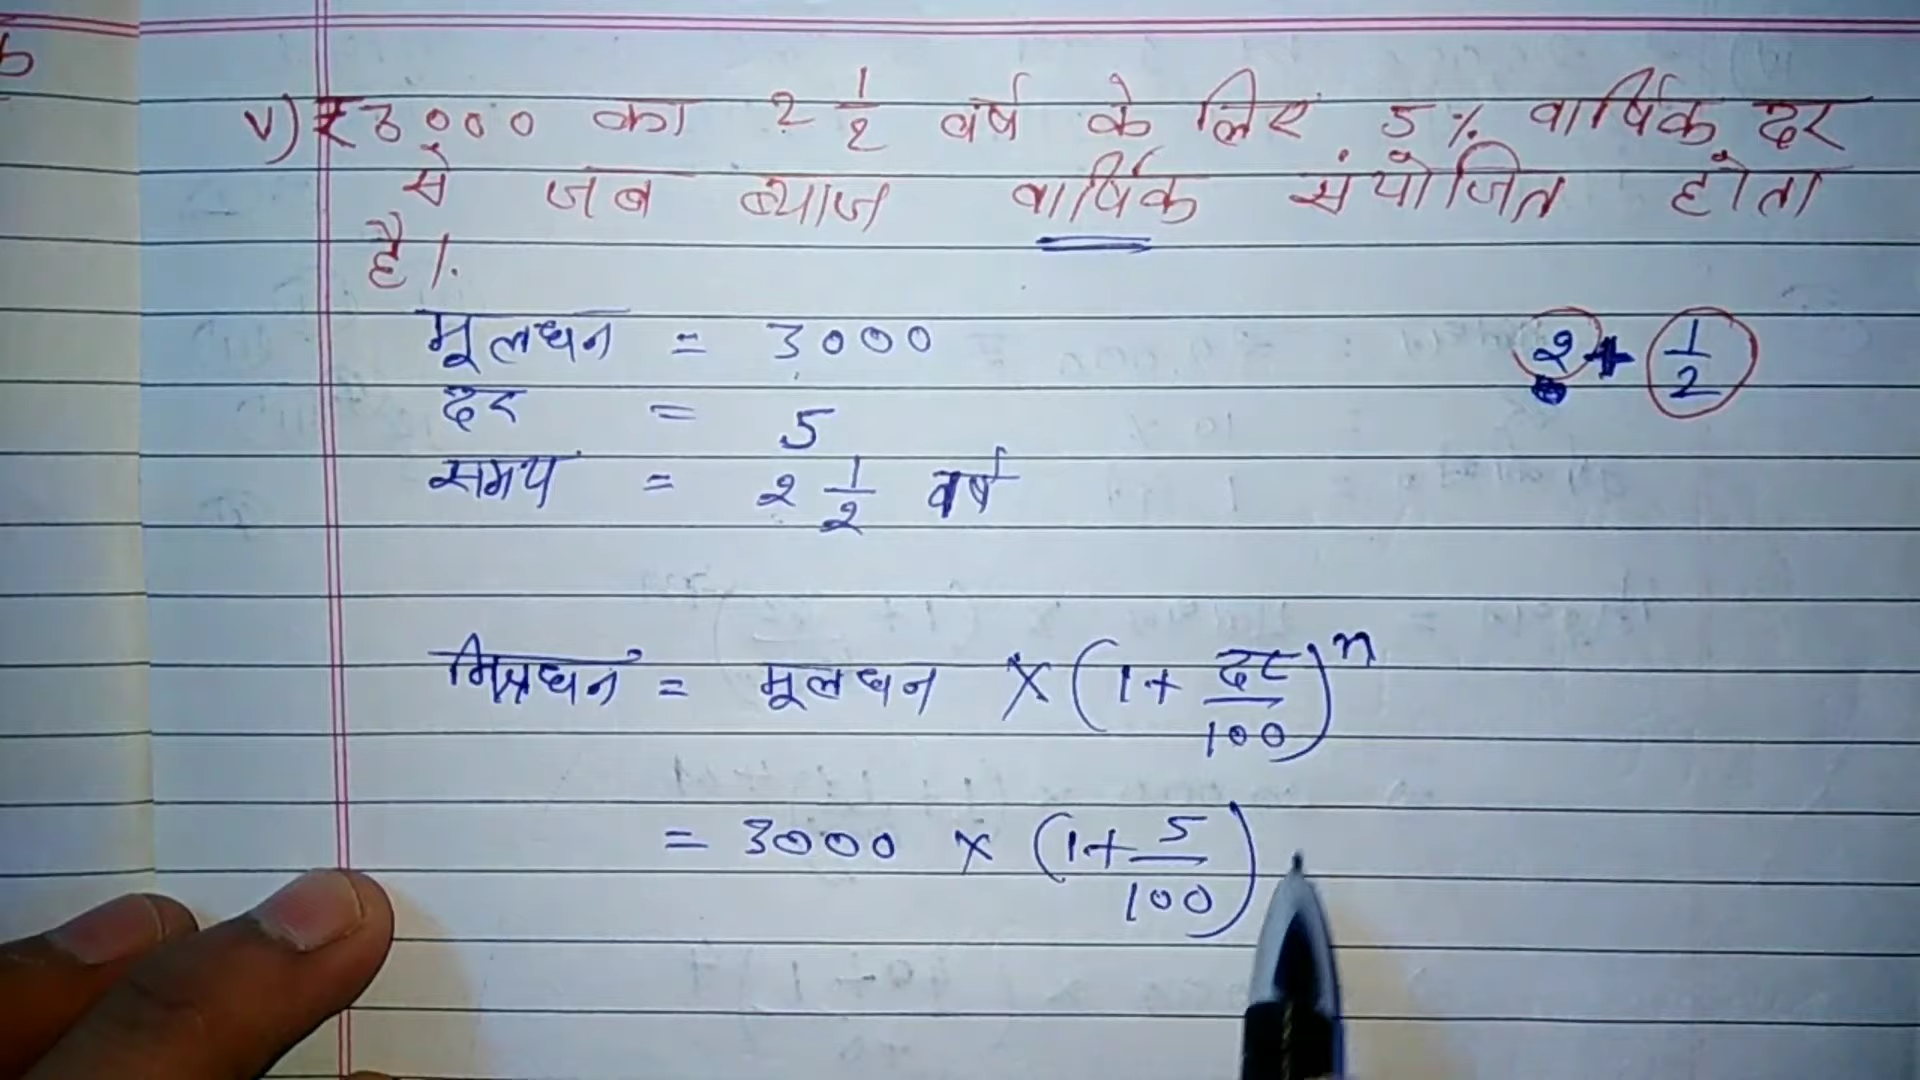 v) ₹ 3000 का 2 1/2 वर्ष के लिए 5 % वार्षिक दर
से जब ब्याज वार्षिक संयोजित होता
है ।.
मूलधन = 3000
2 + 1/2
दर = 5
समय = 2 1/2 वर्ष
मिश्रधन = मूलधन × (1 + दर/100)^n
= 3000 × (1 + 5/100)